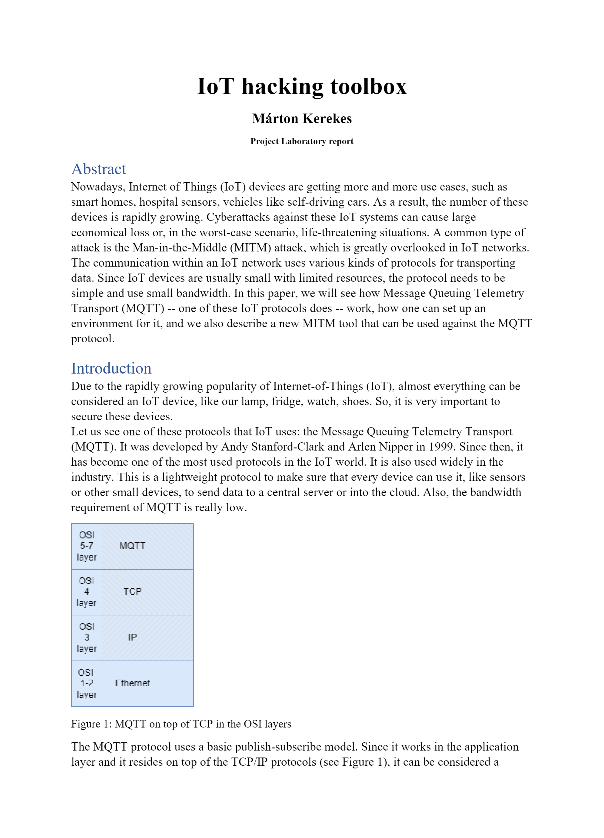 IoT hacking toolbox
Márton Kerekes
Project Laboratory report
Abstract
Nowadays, Internet of Things (IoT) devices are getting more and more use cases, such as
smart homes, hospital sensors, vehicles like self-driving cars. As a result, the number of these
devices is rapidly growing. Cyberattacks against these IoT systems can cause large
economical loss or, in the worst-case scenario, life-threatening situations. A common type of
attack is the Man-in-the-Middle (MITM) attack, which is greatly overlooked in IoT networks.
The communication within an IoT network uses various kinds of protocols for transporting
data. Since IoT devices are usually small with limited resources, the protocol needs to be
simple and use small bandwidth. In this paper, we will see how Message Queuing Telemetry
Transport (MQTT) -- one of these IoT protocols does -- work, how one can set up an
environment for it, and we also describe a new MITM tool that can be used against the MQTT
protocol.
Introduction
Due to the rapidly growing popularity of Internet-of-Things (IoT), almost everything can be
considered an IoT device, like our lamp, fridge, watch, shoes. So, it is very important to
secure these devices.
Let us see one of these protocols that IoT uses: the Message Queuing Telemetry Transport
(MQTT). It was developed by Andy Stanford-Clark and Arlen Nipper in 1999. Since then, it
has become one of the most used protocols in the IoT world. It is also used widely in the
industry. This is a lightweight protocol to make sure that every device can use it, like sensors
or other small devices, to send data to a central server or into the cloud. Also, the bandwidth
requirement of MQTT is really low.
OSI
5-7
layer
MQTT
OSI
4
layer
TCP
OSI
3
layer
IP
OSI
1-2
layer
Ethernet
Figure 1: MQTT on top of TCP in the OSI layers
The MQTT protocol uses a basic publish-subscribe model. Since it works in the application
layer and it resides on top of the TCP/IP protocols (see Figure 1), it can be considered a